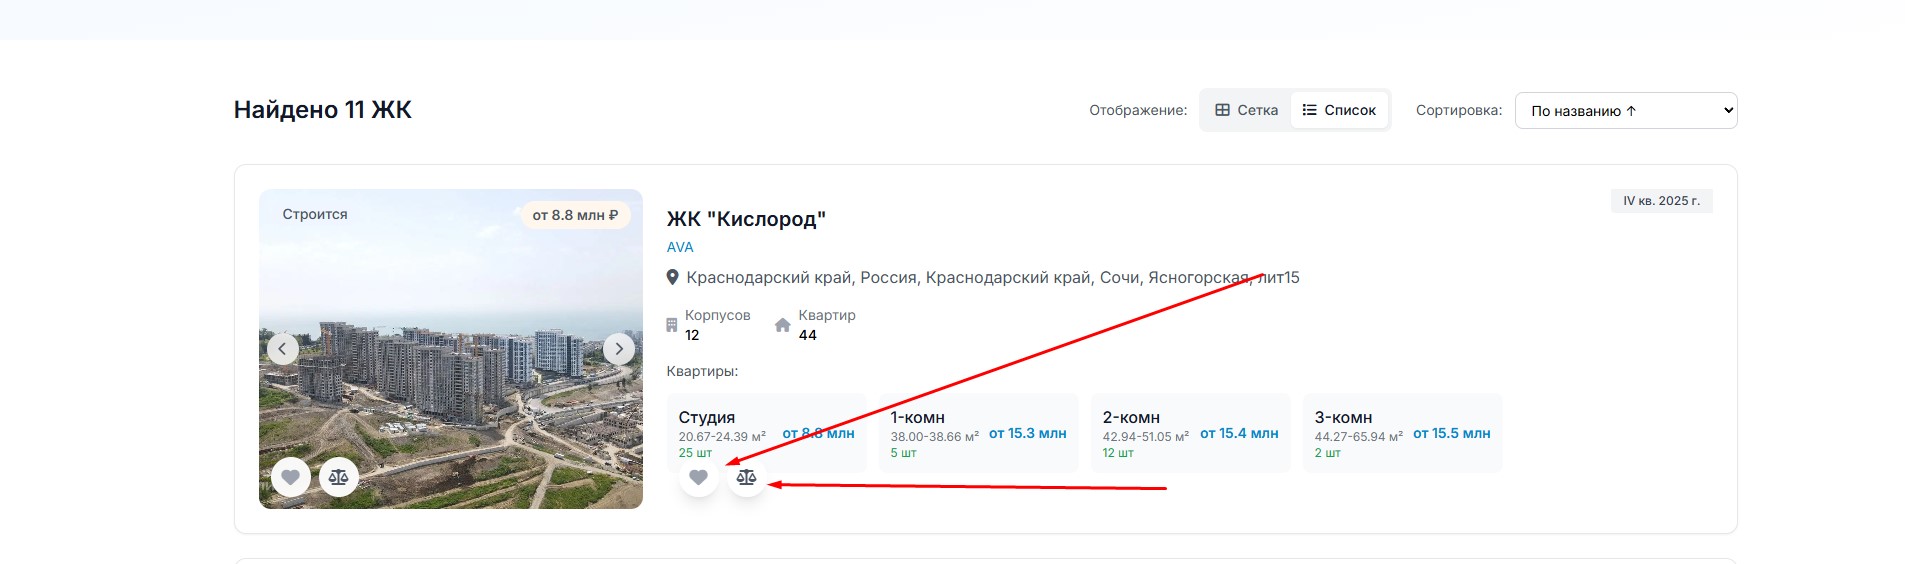 Найдено 11 ЖК
Отображение: Сетка Список Сортировка: По названию ↑
Строится
от 8.8 млн ₽
IV кв. 2025 г.
ЖК "Кислород"
AVA
Краснодарский край, Россия, Краснодарский край, Сочи, Ясногорская, лит15
Корпусов
12
Квартир
44
Квартиры:
Студия
20.67-24.39 м²
от 8.8 млн
25 шт
1-комн
38.00-38.66 м²
от 15.3 млн
5 шт
2-комн
42.94-51.05 м²
от 15.4 млн
12 шт
3-комн
44.27-65.94 м²
от 15.5 млн
2 шт